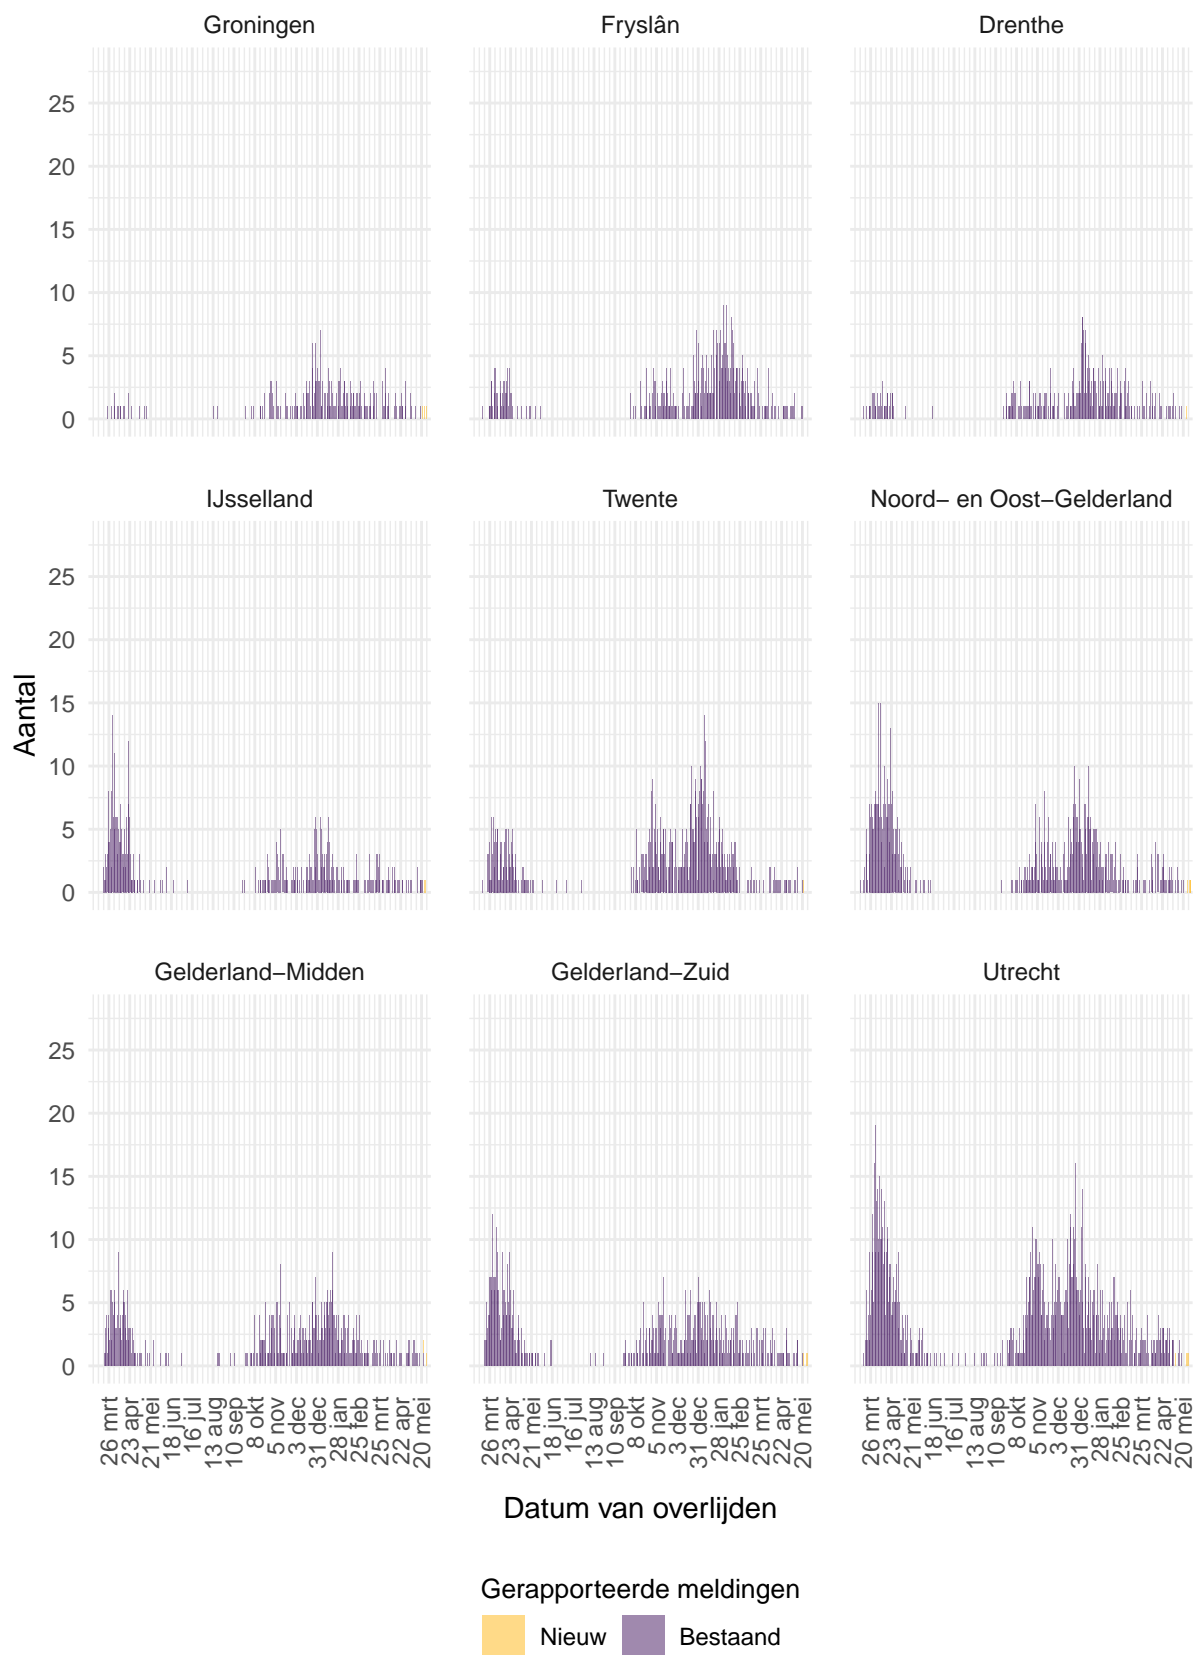 Groningen Fryslân Drenthe
25
20
15
10
5
0
IJsselland Twente Noord− en Oost−Gelderland
25
20
15
10
5
0
Aantal
Gelderland−Midden Gelderland−Zuid Utrecht
25
20
15
10
5
0
26 mrt 23 apr 21 mei 18 jun 16 jul 13 aug 10 sep 8 okt 5 nov 3 dec 31 dec 28 jan 25 feb 25 mrt 22 apr 20 mei
26 mrt 23 apr 21 mei 18 jun 16 jul 13 aug 10 sep 8 okt 5 nov 3 dec 31 dec 28 jan 25 feb 25 mrt 22 apr 20 mei
26 mrt 23 apr 21 mei 18 jun 16 jul 13 aug 10 sep 8 okt 5 nov 3 dec 31 dec 28 jan 25 feb 25 mrt 22 apr 20 mei
Datum van overlijden
Gerapporteerde meldingen
Nieuw Bestaand